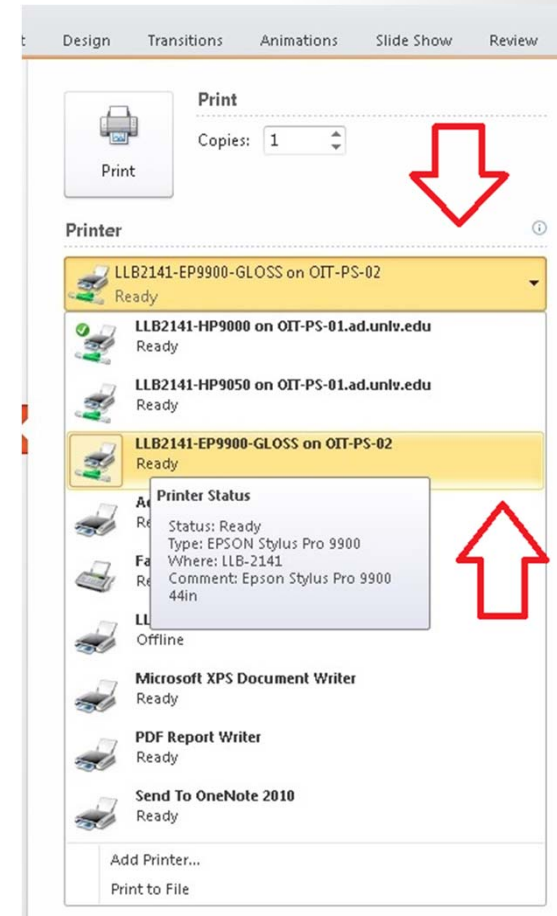 t Design Transitions Animations Slide Show Review
Print
Copies: 1
Print
Printer
LLB2141-EP9900-GLOSS on OIT-PS-02
Ready
LLB2141-HP9000 on OIT-PS-01.ad.unlv.edu
Ready
LLB2141-HP9050 on OIT-PS-01.ad.unlv.edu
Ready
LLB2141-EP9900-GLOSS on OIT-PS-02
Ready
Printer Status
Status: Ready
Type: EPSON Stylus Pro 9900
Where: LLB-2141
Comment: Epson Stylus Pro 9900
44in
Offline
Microsoft XPS Document Writer
Ready
PDF Report Writer
Ready
Send To OneNote 2010
Ready
Add Printer...
Print to File